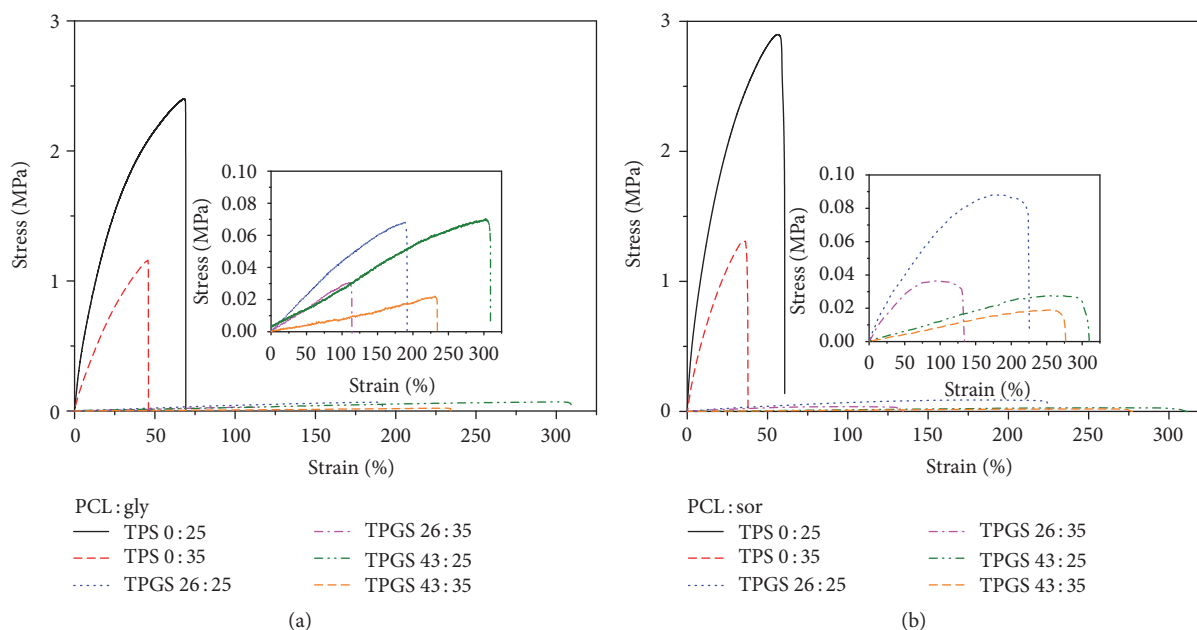 3
2
1
0
Stress (MPa)
0 50 100 150 200 250 300
Strain (%)
0.10
0.08
0.06
0.04
0.02
0.00
Stress (MPa)
0 50 100 150 200 250 300
Strain (%)
PCL : gly
TPS 0 : 25
TPS 0 : 35
TPGS 26 : 25
TPGS 26 : 35
TPGS 43 : 25
TPGS 43 : 35
(a)
3
2
1
0
Stress (MPa)
0 50 100 150 200 250 300
Strain (%)
0.10
0.08
0.06
0.04
0.02
0.00
Stress (MPa)
0 50 100 150 200 250 300
Strain (%)
PCL : sor
TPS 0 : 25
TPS 0 : 35
TPGS 26 : 25
TPGS 26 : 35
TPGS 43 : 25
TPGS 43 : 35
(b)